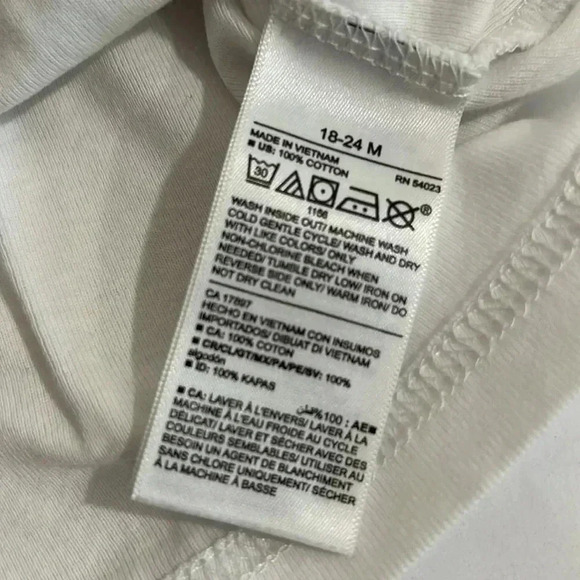 18-24 M
MADE IN VIETNAM
■ US: 100% COTTON
RN 54023
30
®
1166
WASH INSIDE OUT/ MACHINE WASH
COLD GENTLE CYCLE/ WASH AND DRY
WITH LIKE COLORS/ ONLY
NON-CHLORINE BLEACH WHEN
NEEDED/ TUMBLE DRY LOW/ IRON ON
REVERSE SIDE ONLY/ WARM IRON/ DO
NOT DRY CLEAN
CA 17897
HECHO EN VIETNAM CON INSUMOS
IMPORTADOS/ DIBUAT DI VIETNAM
■ CA: 100% COTON
■ CR/CL/GT/MX/PA/PE/SV: 100%
algodón
■ ID: 100% KAPAS
■ AE: 100% قطن
■ CA: LAVER À L'ENVERS/ LAVER À LA
MACHINE À L'EAU FROIDE AU CYCLE
DÉLICAT/ LAVER ET SÉCHER AVEC DES
COULEURS SEMBLABLES/ UTILISER AU
BESOIN UN AGENT DE BLANCHIMENT
SANS CHLORE UNIQUEMENT/ SÉCHER
À LA MACHINE À BASSE